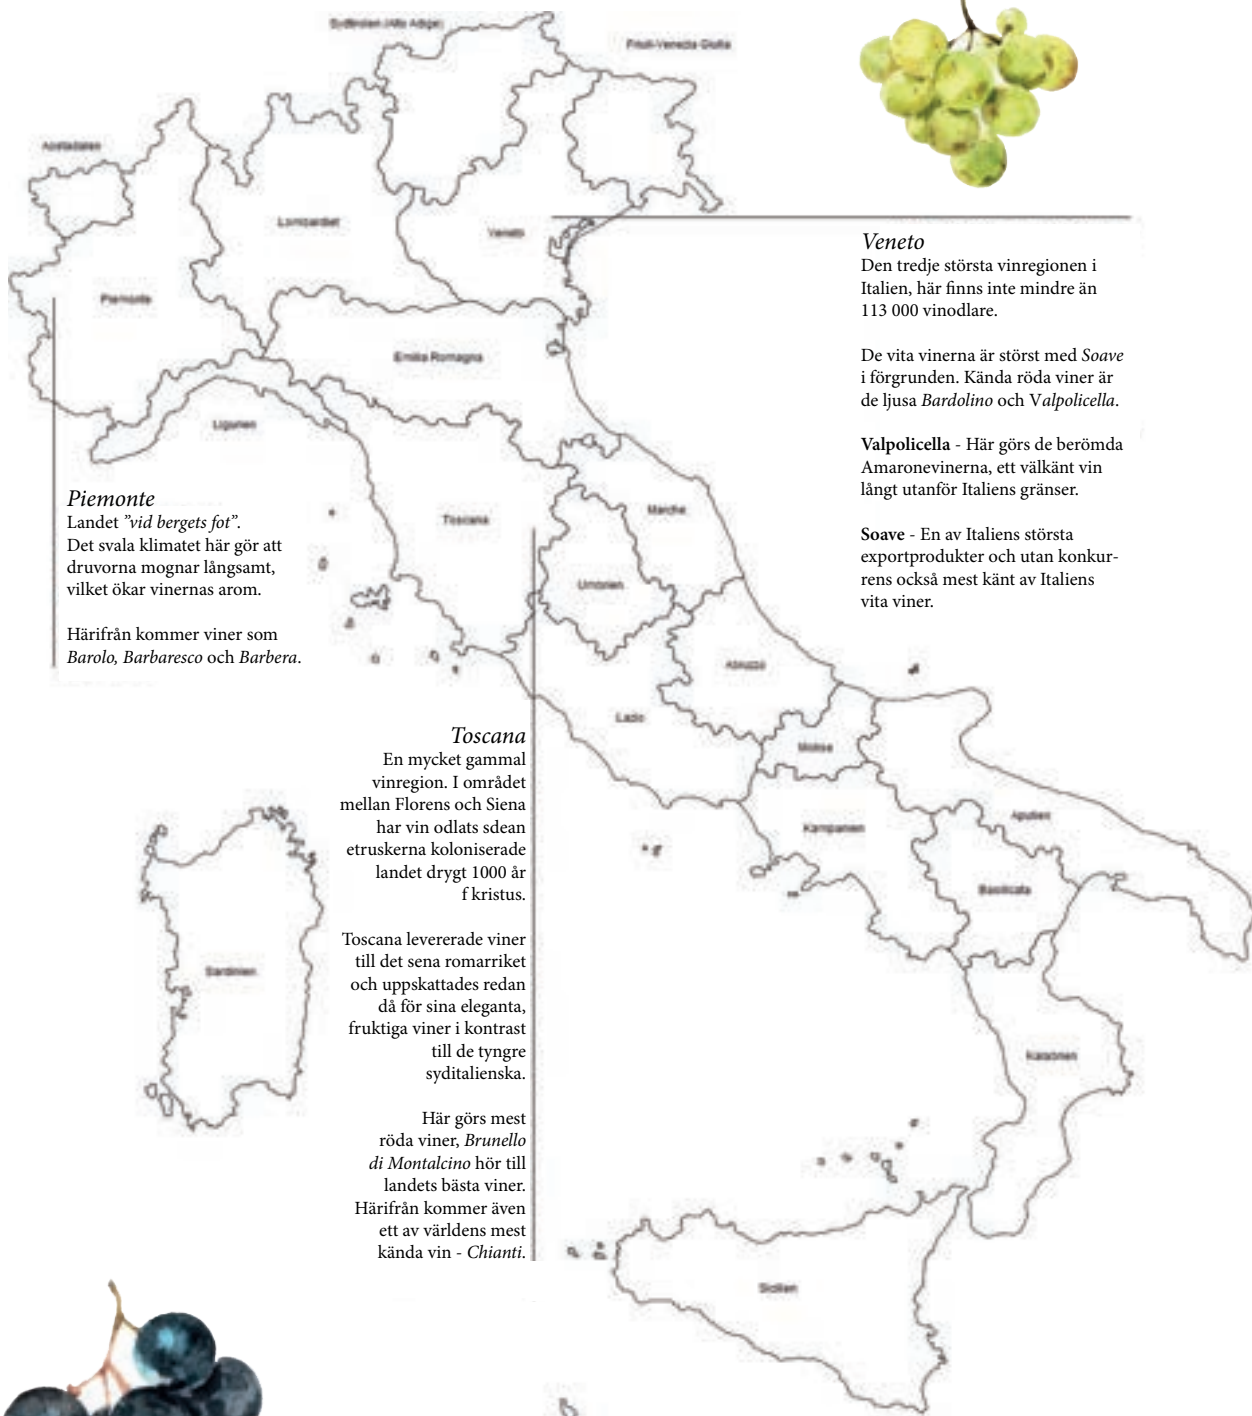 Sydtirolen (Alto Adige)
Friuli-Venezia Giulia
Aostadalen
Lombardiet
Veneto
Piemonte
Emilia Romagna
Ligurien
Toscana
Marche
Umbrien
Abruzzo
Lazio
Molise
Kampanien
Apulien
Basilicata
Sardinien
Kalabrien
Sicilien
Veneto
Den tredje största vinregionen i
Italien, här finns inte mindre än
113 000 vinodlare.
De vita vinerna är störst med Soave
i förgrunden. Kända röda viner är
de ljusa Bardolino och Valpolicella.
Valpolicella - Här görs de berömda
Amaronevinerna, ett välkänt vin
långt utanför Italiens gränser.
Soave - En av Italiens största
exportprodukter och utan konkur-
rens också mest känt av Italiens
vita viner.
Piemonte
Landet ”vid bergets fot”.
Det svala klimatet här gör att
druvorna mognar långsamt,
vilket ökar vinernas arom.
Härifrån kommer viner som
Barolo, Barbaresco och Barbera.
Toscana
En mycket gammal
vinregion. I området
mellan Florens och Siena
har vin odlats sdean
etruskerna koloniserade
landet drygt 1000 år
f kristus.
Toscana levererade viner
till det sena romarriket
och uppskattades redan
då för sina eleganta,
fruktiga viner i kontrast
till de tyngre
syditalienska.
Här görs mest
röda viner, Brunello
di Montalcino hör till
landets bästa viner.
Härifrån kommer även
ett av världens mest
kända vin - Chianti.